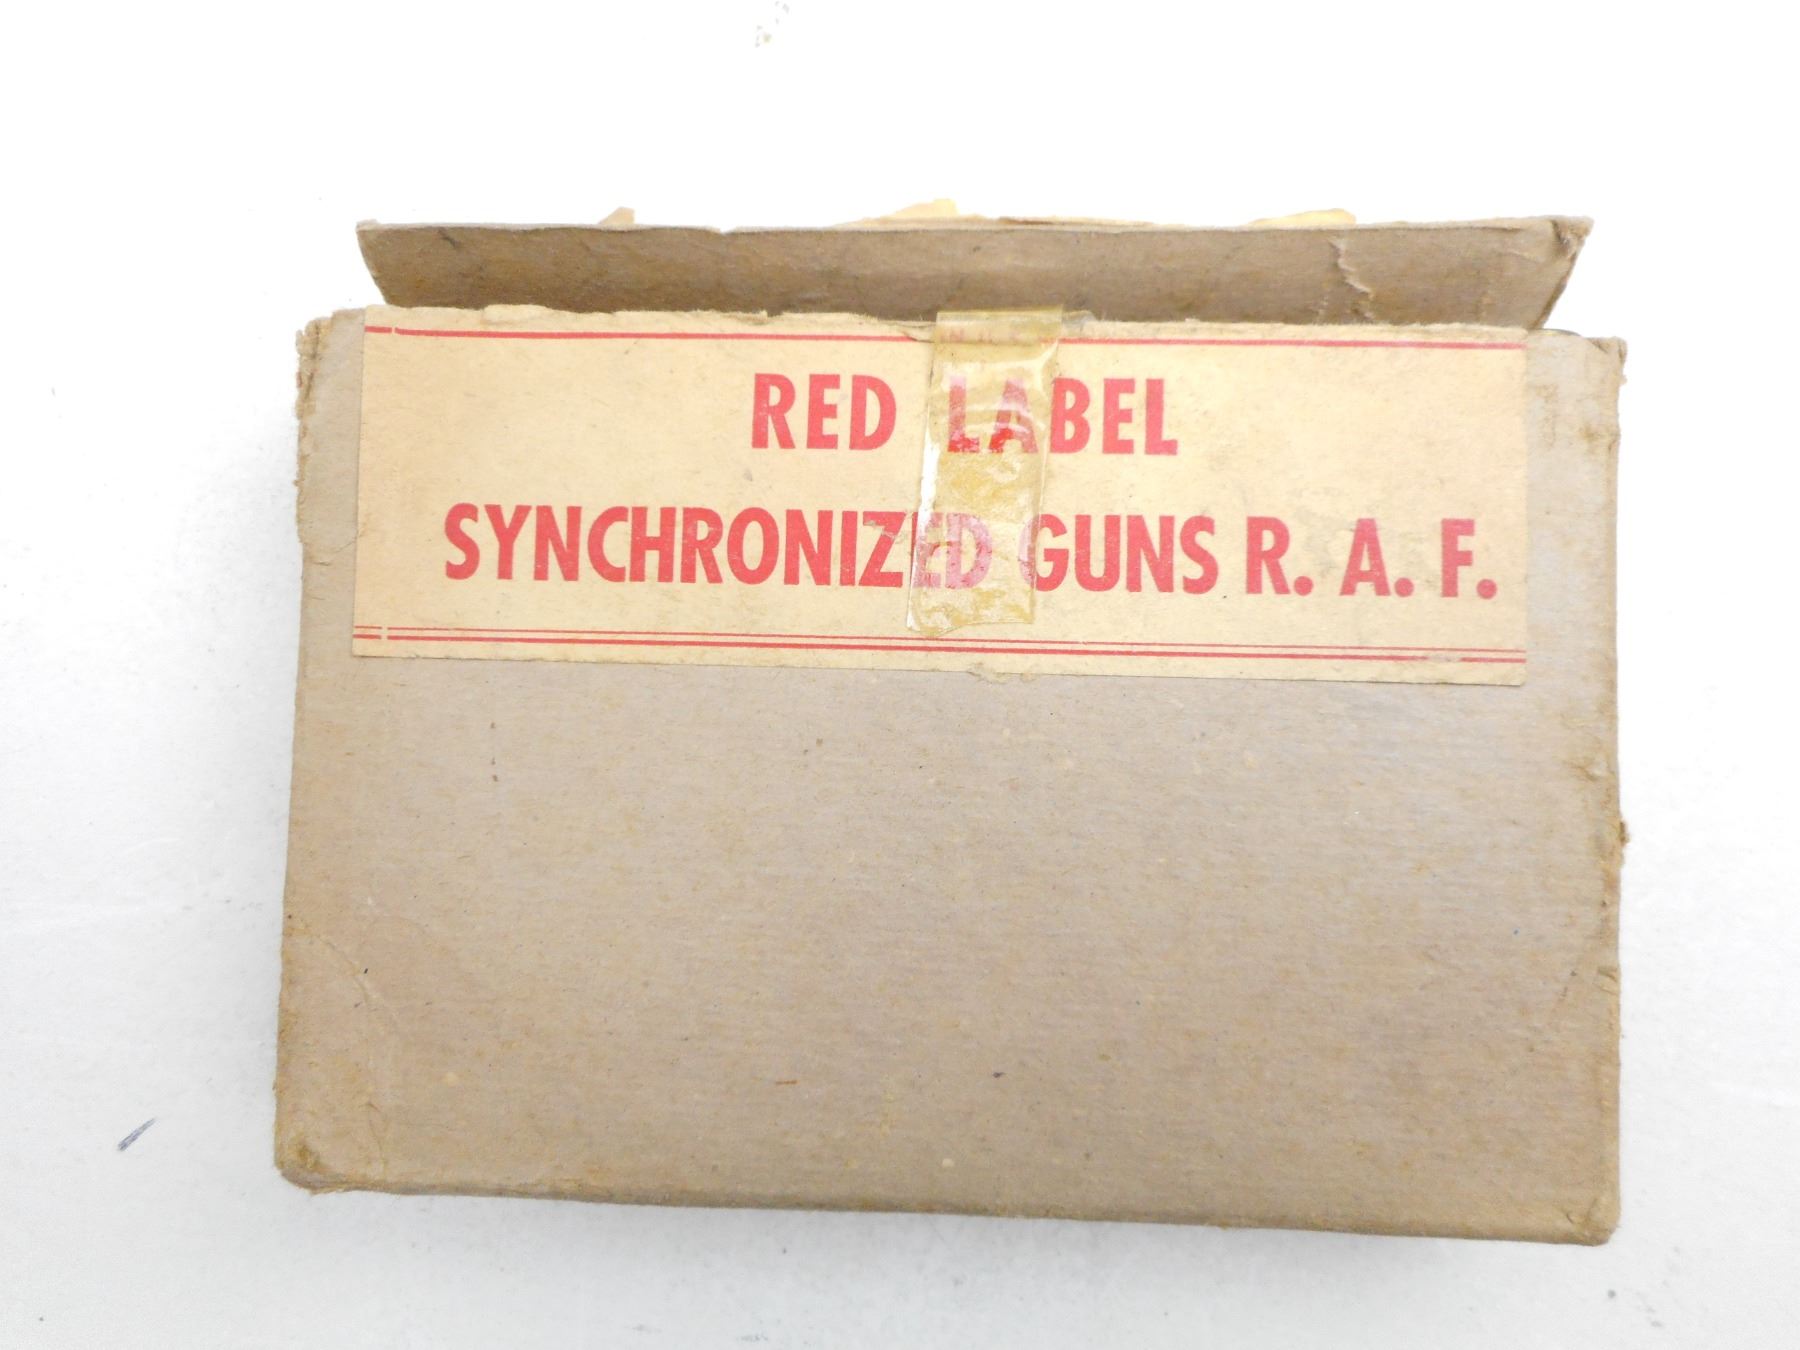 RED LABEL
SYNCHRONIZED GUNS R. A. F.